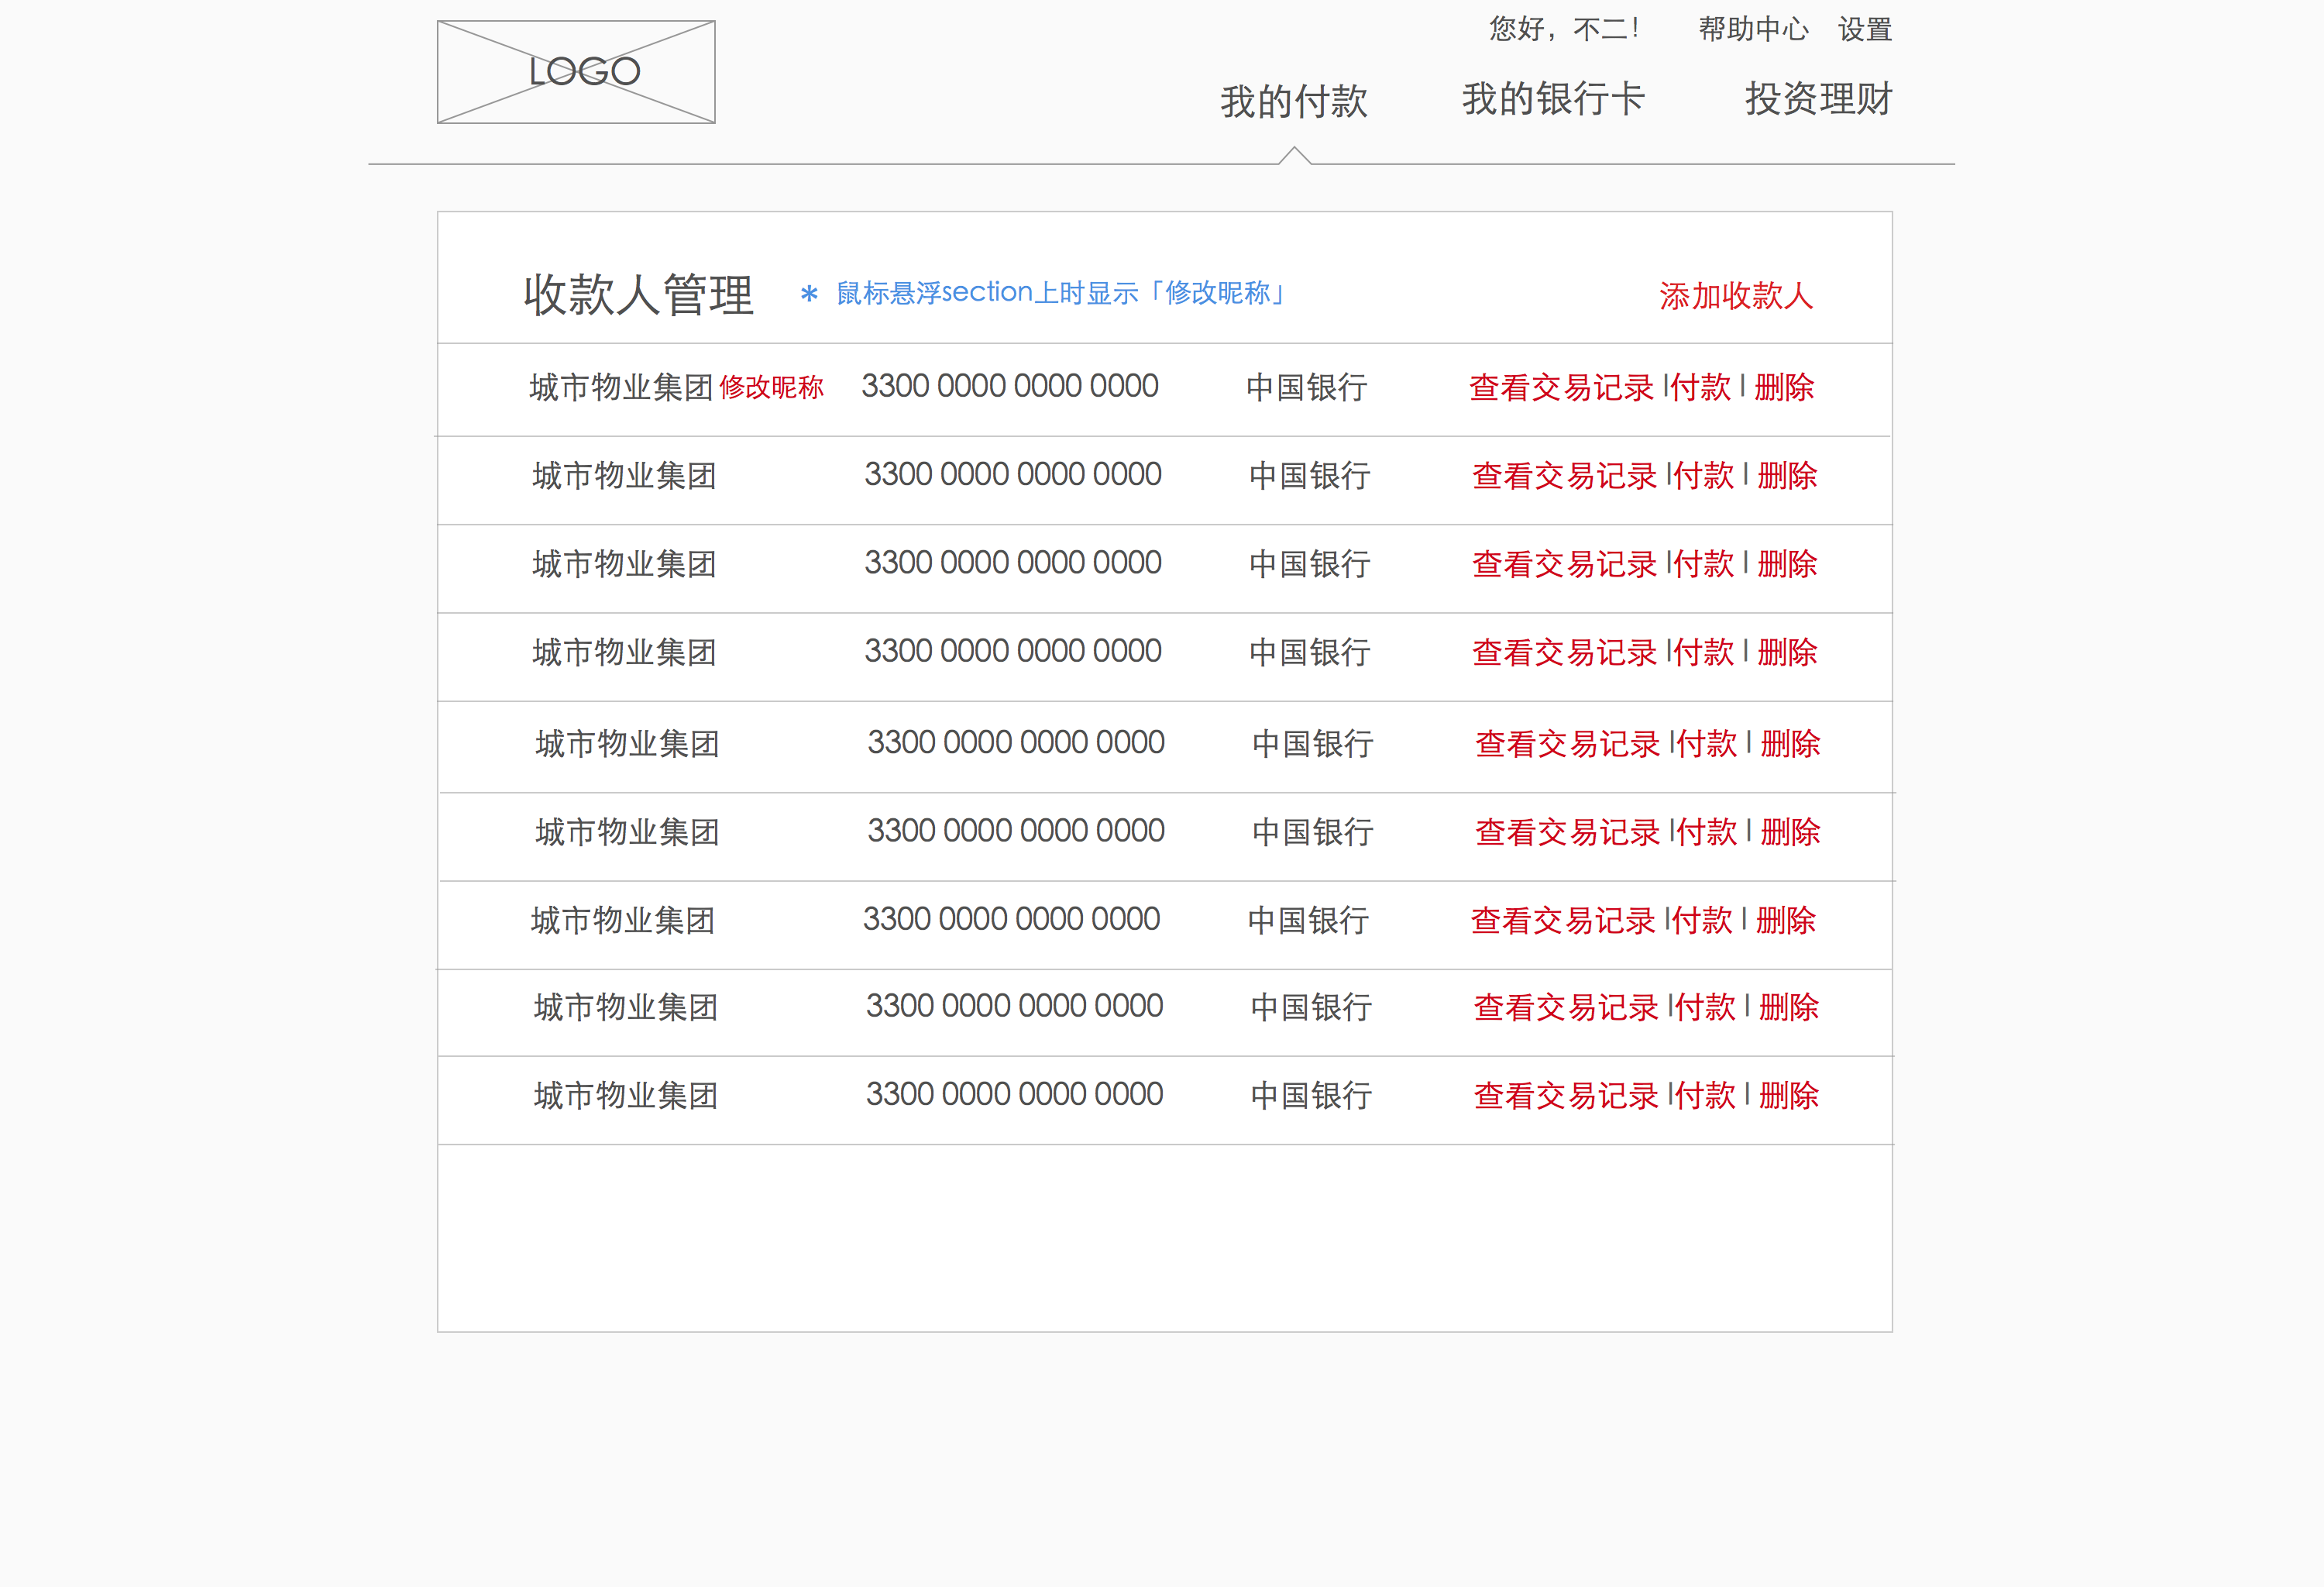 您好，不二！ 帮助中心 设置
LOGO
我的付款 我的银行卡 投资理财
收款人管理 * 鼠标悬浮section上时显示「修改昵称」 添加收款人
城市物业集团 修改昵称 3300 0000 0000 0000 中国银行 查看交易记录 | 付款 | 删除
城市物业集团 3300 0000 0000 0000 中国银行 查看交易记录 | 付款 | 删除
城市物业集团 3300 0000 0000 0000 中国银行 查看交易记录 | 付款 | 删除
城市物业集团 3300 0000 0000 0000 中国银行 查看交易记录 | 付款 | 删除
城市物业集团 3300 0000 0000 0000 中国银行 查看交易记录 | 付款 | 删除
城市物业集团 3300 0000 0000 0000 中国银行 查看交易记录 | 付款 | 删除
城市物业集团 3300 0000 0000 0000 中国银行 查看交易记录 | 付款 | 删除
城市物业集团 3300 0000 0000 0000 中国银行 查看交易记录 | 付款 | 删除
城市物业集团 3300 0000 0000 0000 中国银行 查看交易记录 | 付款 | 删除